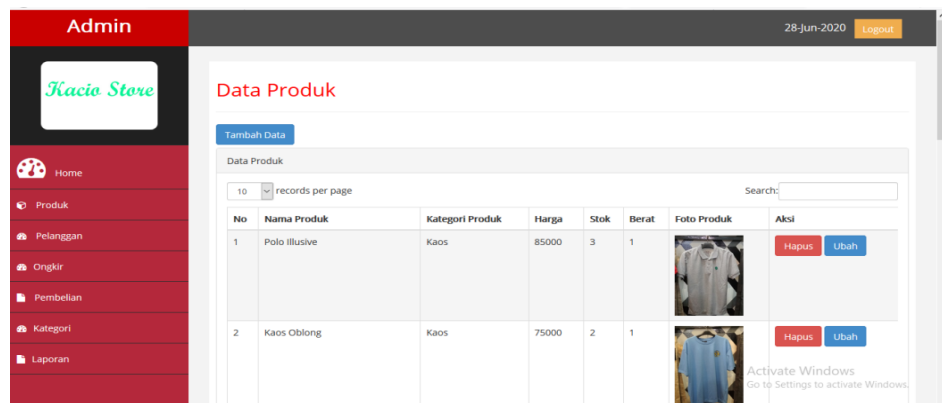 Admin
28-Jun-2020 Logout
Kacio Store
Data Produk
Tambah Data
Home
Produk
Pelanggan
Ongkir
Pembelian
Kategori
Laporan
Data Produk
10 records per page Search:
No Nama Produk Kategori Produk Harga Stok Berat Foto Produk Aksi
1 Polo Illusive Kaos 85000 3 1 Hapus Ubah
2 Kaos Oblong Kaos 75000 2 1 Hapus Ubah
Activate Windows
Go to Settings to activate Windows.